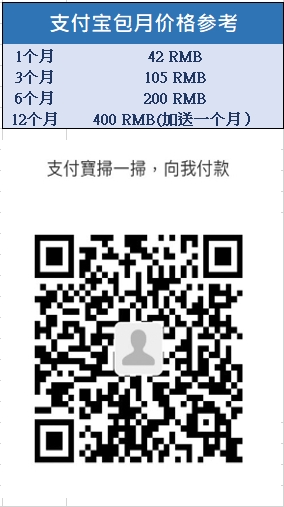 支付宝包月价格参考
1个月 42 RMB
3个月 105 RMB
6个月 200 RMB
12个月 400 RMB(加送一个月)
支付寶掃一掃，向我付款